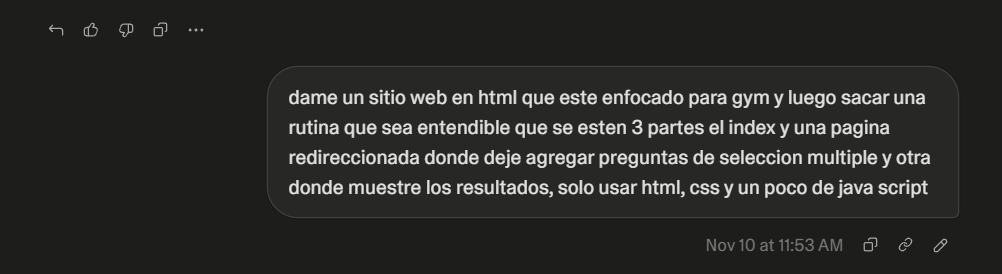 dame un sitio web en html que este enfocado para gym y luego sacar una
rutina que sea entendible que se esten 3 partes el index y una pagina
redireccionada donde deje agregar preguntas de seleccion multiple y otra
donde muestre los resultados, solo usar html, css y un poco de java script
Nov 10 at 11:53 AM